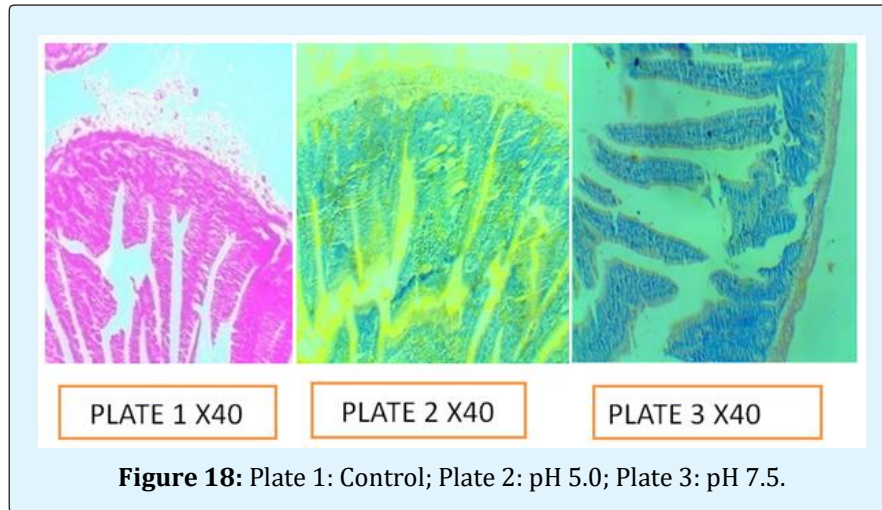 PLATE 1 X40
PLATE 2 X40
PLATE 3 X40
Figure 18: Plate 1: Control; Plate 2: pH 5.0; Plate 3: pH 7.5.